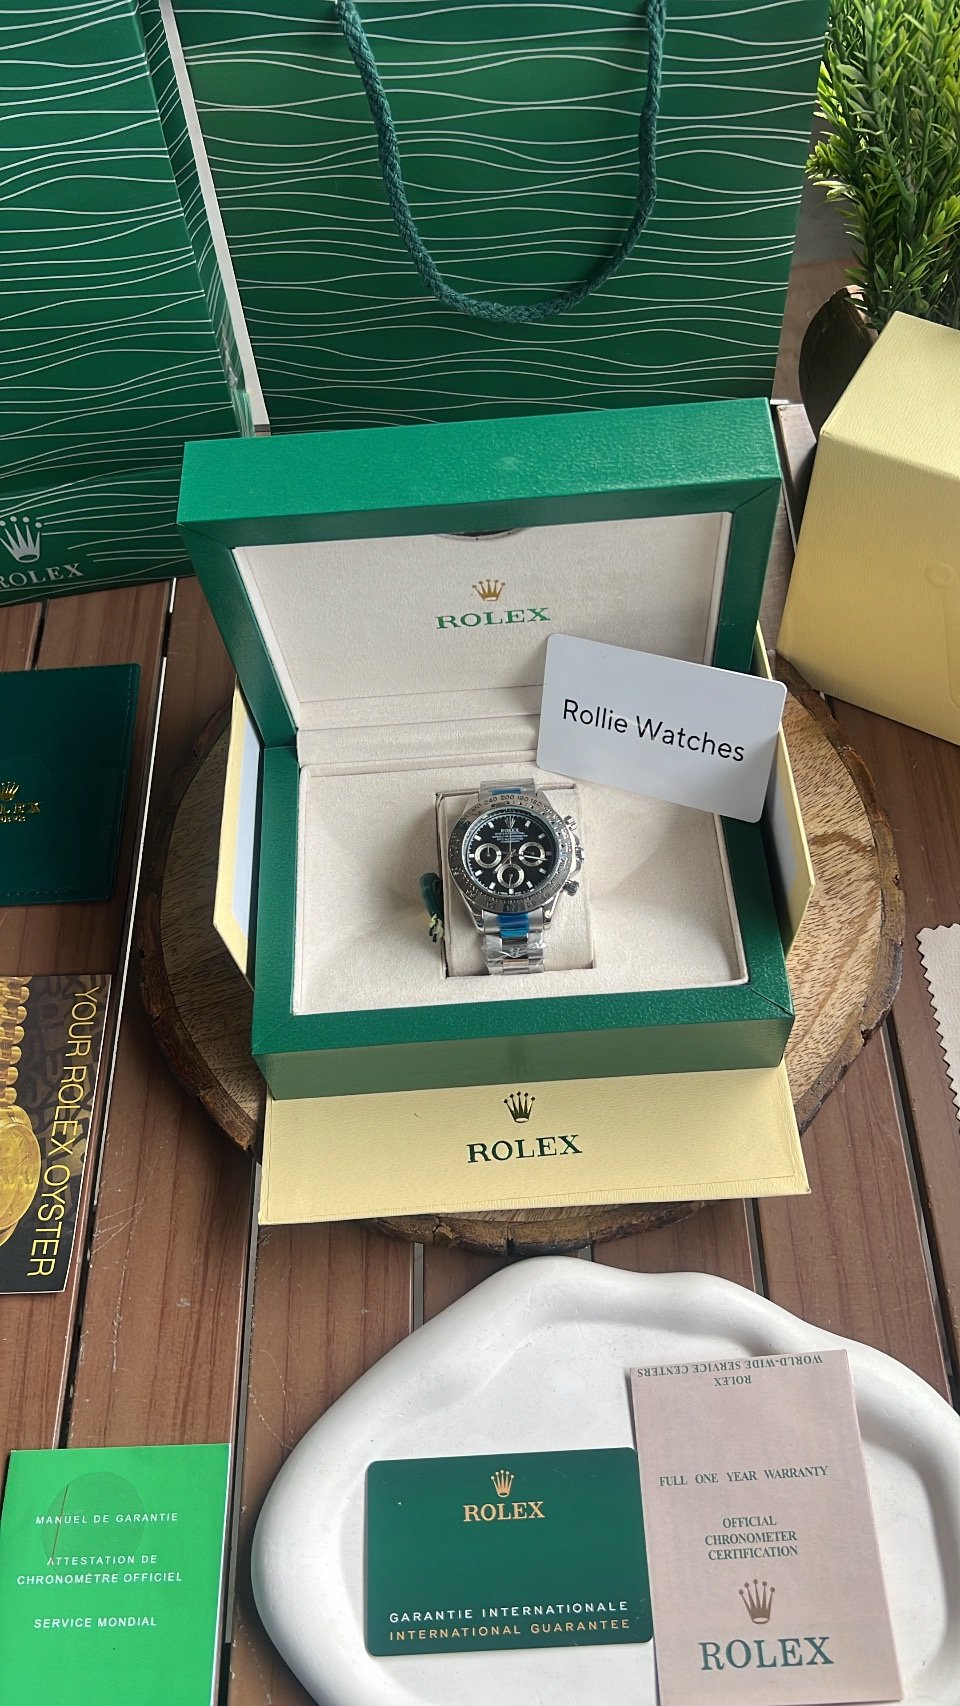 ROLEX
ROLEX
Rollie Watches
ROLEX
YOUR ROLEX OYSTER
ROLEX
WORLD-WIDE SERVICE CENTERS
ROLEX
FULL ONE YEAR WARRANTY
OFFICIAL
CHRONOMETER
CERTIFICATION
ROLEX
ROLEX
GARANTIE INTERNATIONALE
INTERNATIONAL GUARANTEE
MANUEL DE GARANTIE
ATTESTATION DE
CHRONOMÈTRE OFFICIEL
SERVICE MONDIAL